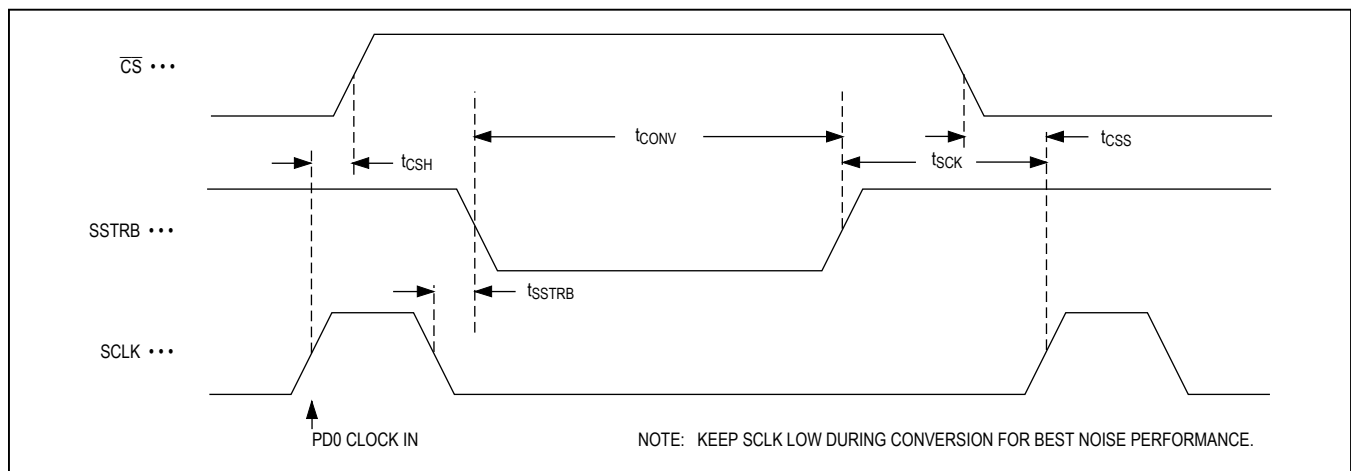 CS •••
tCONV
tCSS
tCSH
tSCK
SSTRB •••
tSSTRB
SCLK •••
PD0 CLOCK IN
NOTE: KEEP SCLK LOW DURING CONVERSION FOR BEST NOISE PERFORMANCE.